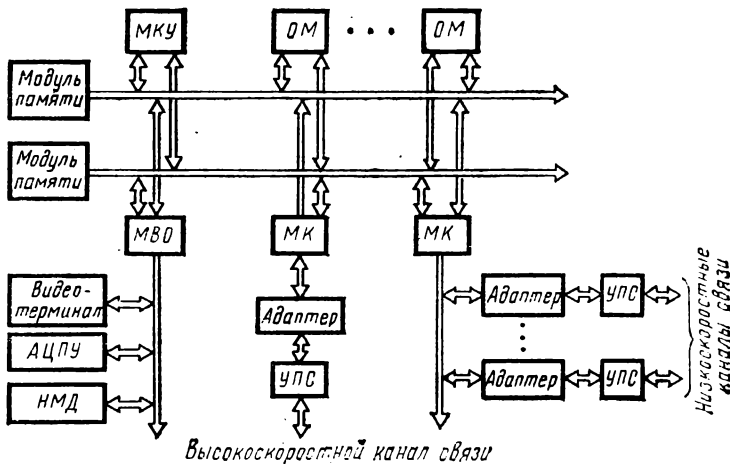 МКУ
ОМ
ОМ
Модуль
памяти
Модуль
памяти
МВО
МК
МК
Видео-
терминал
Адаптер
УПС
Адаптер
УПС
АЦПУ
НМД
УПС
Адаптер
УПС
Низкоскоростные
каналы связи
Высокоскоростной канал связи